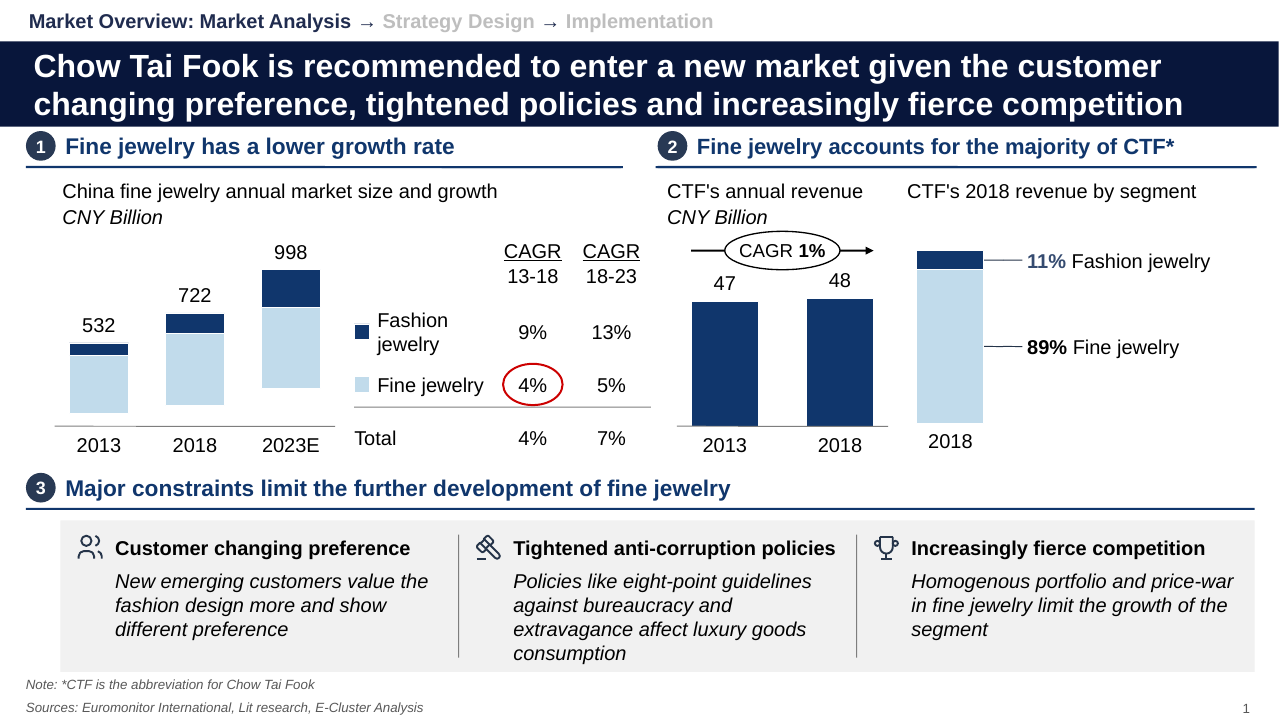 Market Overview: Market Analysis → Strategy Design → Implementation
Chow Tai Fook is recommended to enter a new market given the customer
changing preference, tightened policies and increasingly fierce competition
1 Fine jewelry has a lower growth rate
China fine jewelry annual market size and growth
CNY Billion
532
722
998
2013
2018
2023E
CAGR CAGR
13-18 18-23
Fashion
jewelry
9% 13%
Fine jewelry 4% 5%
Total 4% 7%
2 Fine jewelry accounts for the majority of CTF*
CTF's annual revenue
CNY Billion
CAGR 1%
47
48
2013
2018
CTF's 2018 revenue by segment
11% Fashion jewelry
89% Fine jewelry
2018
3 Major constraints limit the further development of fine jewelry
Customer changing preference
New emerging customers value the
fashion design more and show
different preference
Tightened anti-corruption policies
Policies like eight-point guidelines
against bureaucracy and
extravagance affect luxury goods
consumption
Increasingly fierce competition
Homogenous portfolio and price-war
in fine jewelry limit the growth of the
segment
Note: *CTF is the abbreviation for Chow Tai Fook
Sources: Euromonitor International, Lit research, E-Cluster Analysis
1